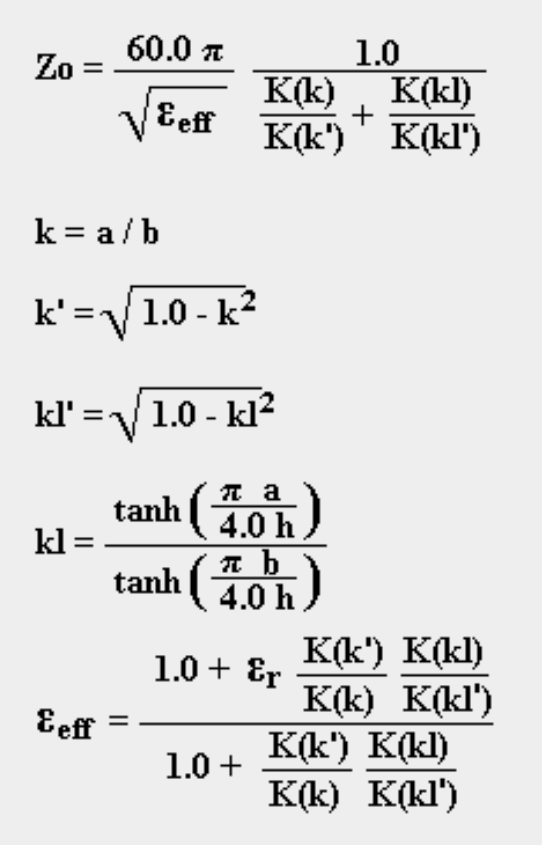 Zo = 60.0 π / √ε_eff 1.0 / (K(k) / K(k') + K(kl) / K(kl'))
k = a / b
k' = √1.0 - k²
kl' = √1.0 - kl²
kl = tanh(π a / 4.0 h) / tanh(π b / 4.0 h)
ε_eff = (1.0 + ε_r K(k') / K(k) K(kl) / K(kl')) / (1.0 + K(k') / K(k) K(kl) / K(kl'))